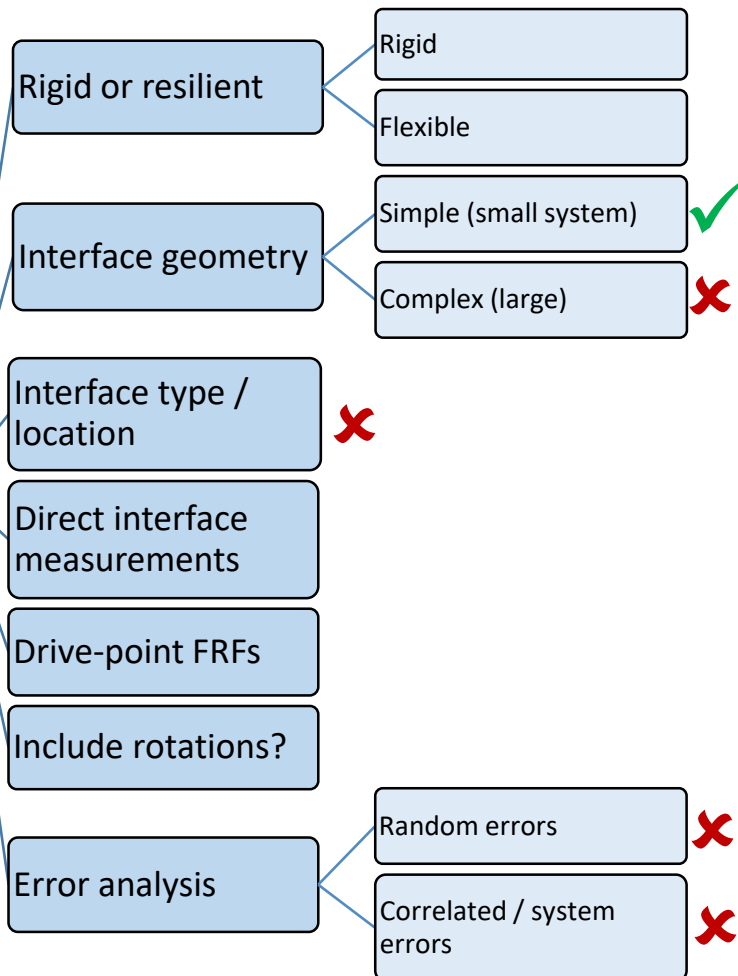 Rigid or resilient
Rigid
Flexible
Interface geometry
Simple (small system)
Complex (large)
Interface type /
location
Direct interface
measurements
Drive-point FRFs
Include rotations?
Error analysis
Random errors
Correlated / system
errors